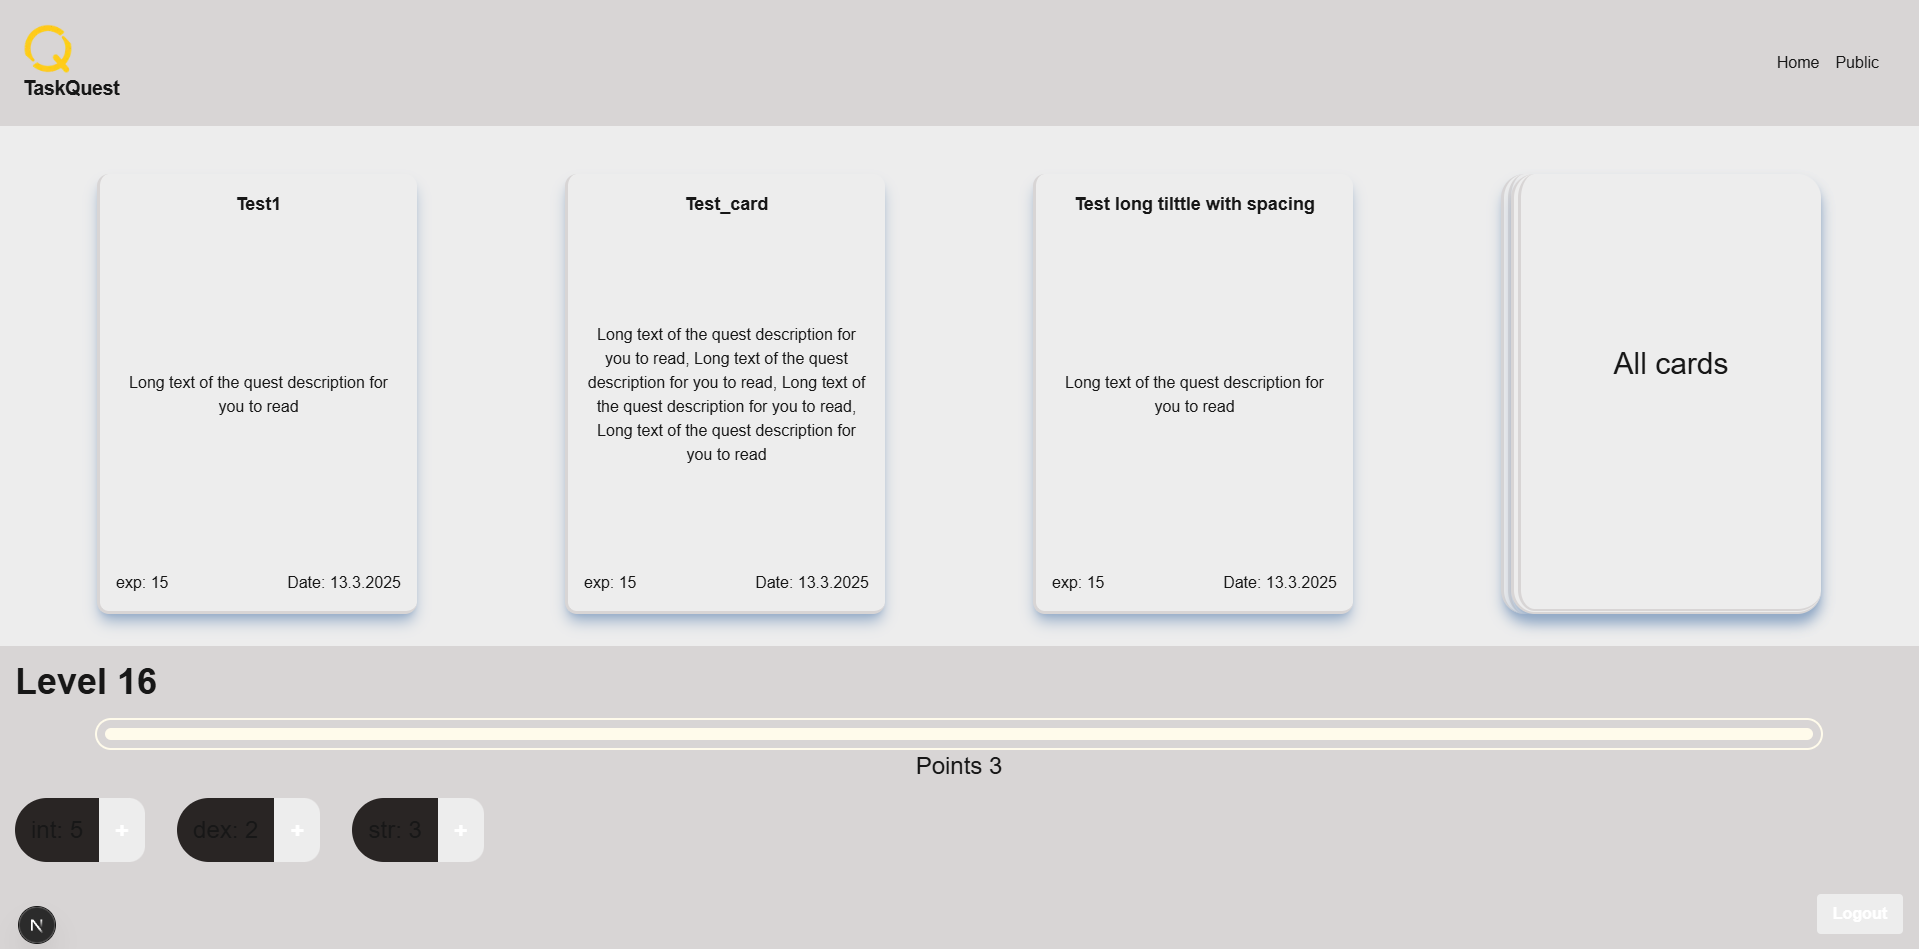 TaskQuest
Home Public
Test1
Long text of the quest description for
you to read
exp: 15 Date: 13.3.2025
Test_card
Long text of the quest description for
you to read, Long text of the quest
description for you to read, Long text of
the quest description for you to read,
Long text of the quest description for
you to read
exp: 15 Date: 13.3.2025
Test long tilttle with spacing
Long text of the quest description for
you to read
exp: 15 Date: 13.3.2025
All cards
Level 16
Points 3
int: 5 + dex: 2 + str: 3 +
N
Logout